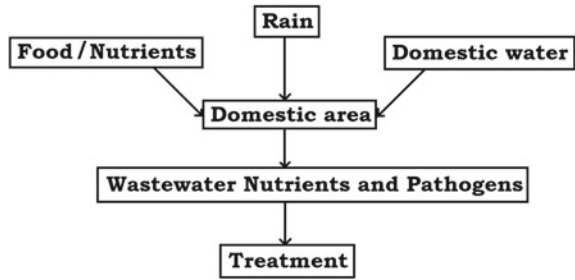 Rain
Food/Nutrients
Domestic water
Domestic area
Wastewater Nutrients and Pathogens
Treatment